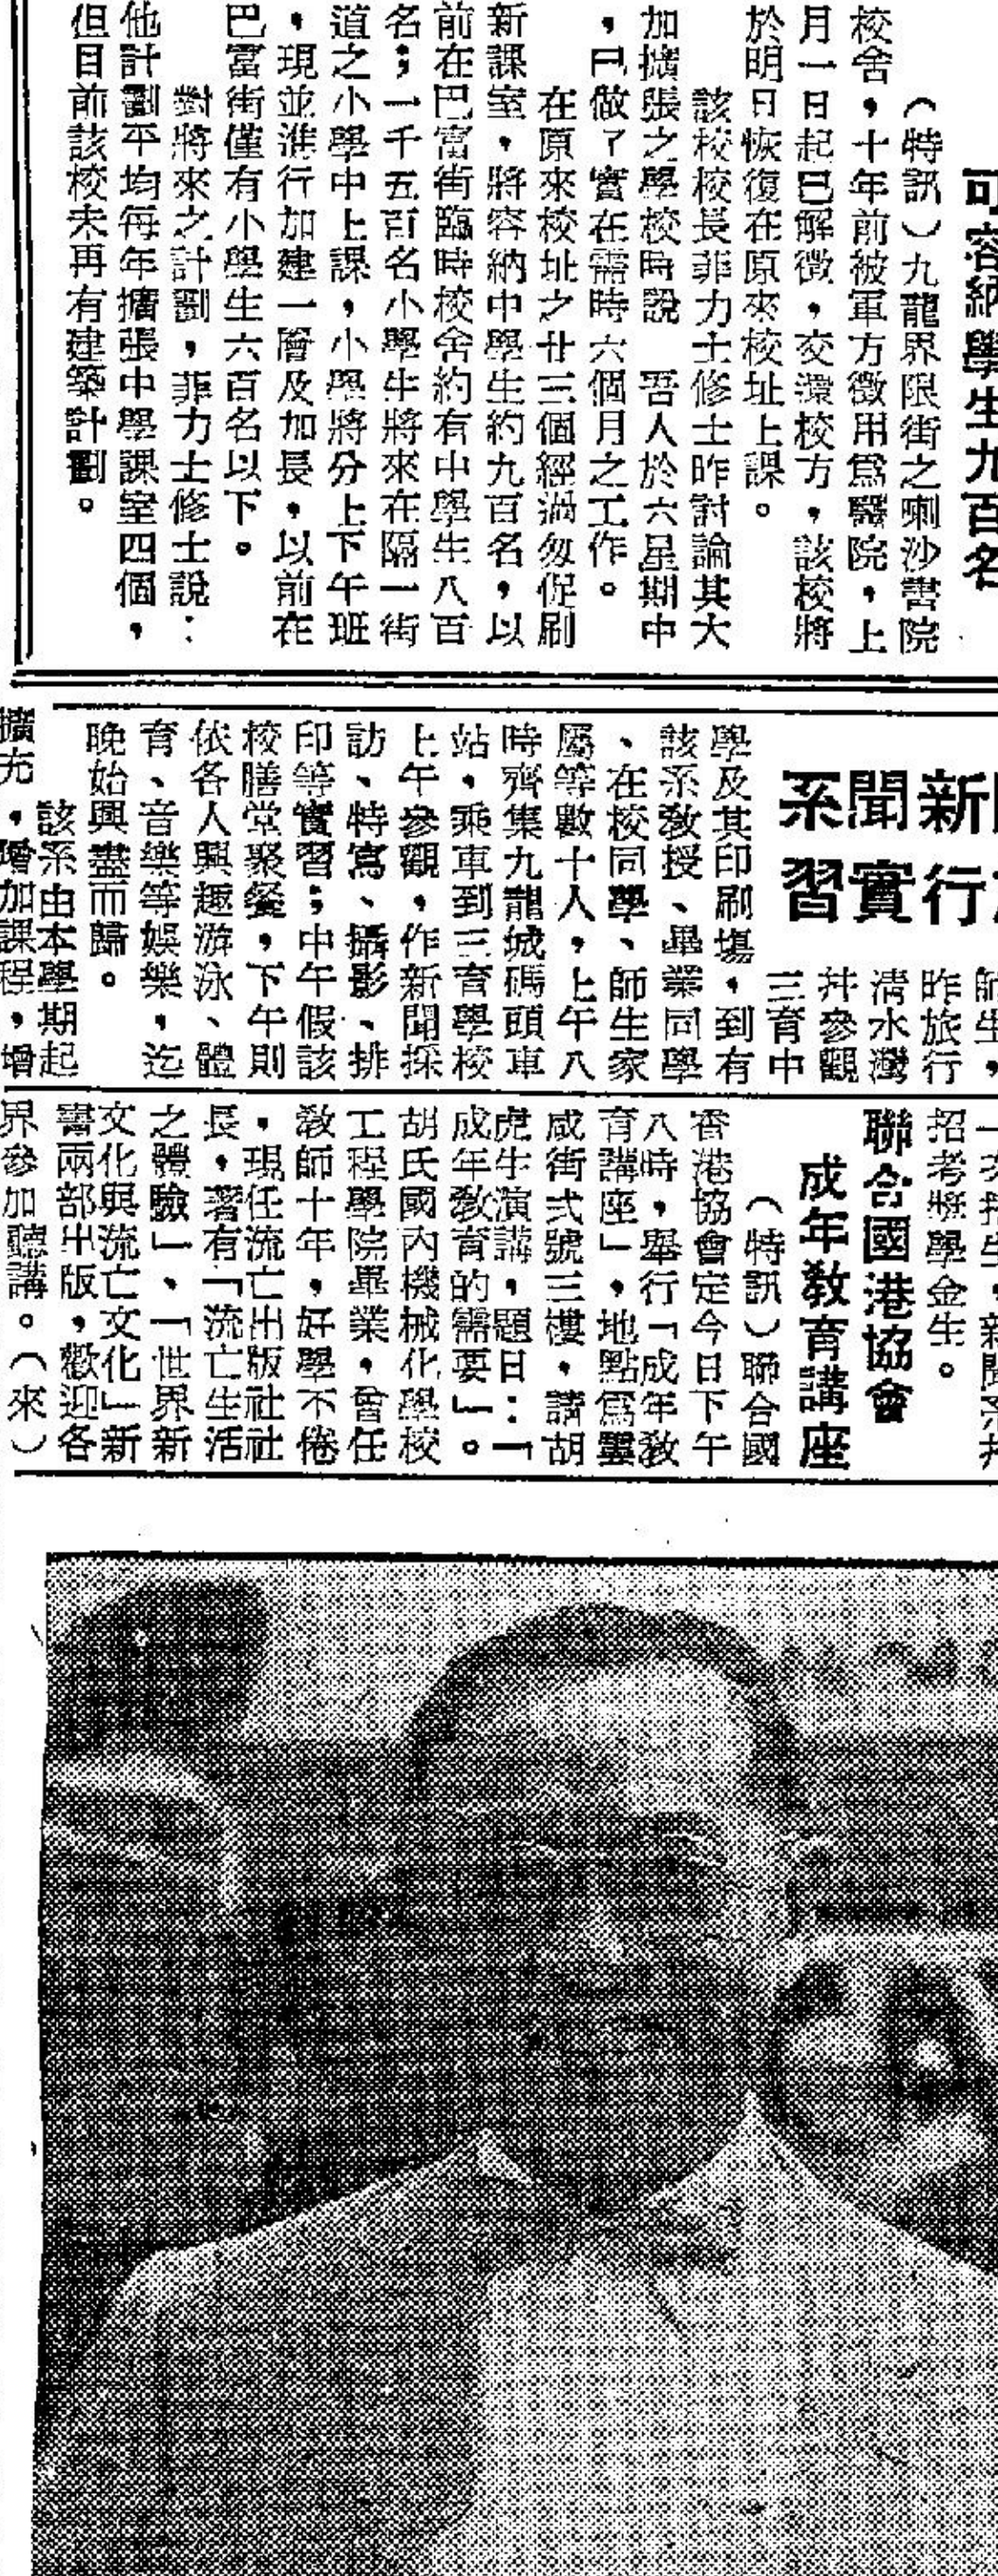 可容納學生九百名
(特訊)九龍界限街之喇沙書院
校舍,十年前被軍方徵用爲醫院,上
月一日起已解徵,交還校方,該校將
於明日恢復在原來校址上課。
該校校長菲力士修士昨討論其大
加擴張之學校時說 吾人於六星期中
,已做了實在需時六個月之工作。
在原來校址之廿三個經過匆促刷
新課室,將容納中學生約九百名,以
前在巴富街臨時校舍約有中學生八百
名;一千五百名小學生將來在隔一街
道之小學中上課,小學將分上下午班
,現並進行加建一層及加長,以前在
巴富街僅有小學生六百名以下。
對將來之計劃,菲力士修士說:
他計劃平均每年擴張中學課室四個,
但目前該校未再有建築計劃。
新聞系
行實習
師生,
昨旅行
清水灣
并參觀
三育中
學及其印刷塲,到有
該系敎授、畢業同學
、在校同學、師生家
屬等數十人,上午八
時齊集九龍城碼頭車
站,乘車到三育學校
上午參觀,作新聞採
訪、特寫、攝影、排
印等實習;中午假該
校膳堂聚餐,下午則
依各人興趣游泳、體
育、音樂等娛樂,迄
晚始興盡而歸。
該系由本學期起
擴充,增加課程,增
招考獎學金生。
聯合國港協會
成年敎育講座
(特訊)聯合國
香港協會定今日下午
八時,舉行「成年敎
育講座」,地點爲雲
咸街式號三樓,請胡
虎生演講,題曰:「
成年敎育的需要」。
胡氏國內機械化學校
工程學院畢業,曾任
敎師十年,好學不倦
,現任流亡出版社社
長,著有「流亡生活
之體驗」、「世界新
文化與流亡文化」新
書兩部出版,歡迎各
界參加聽講。(來)